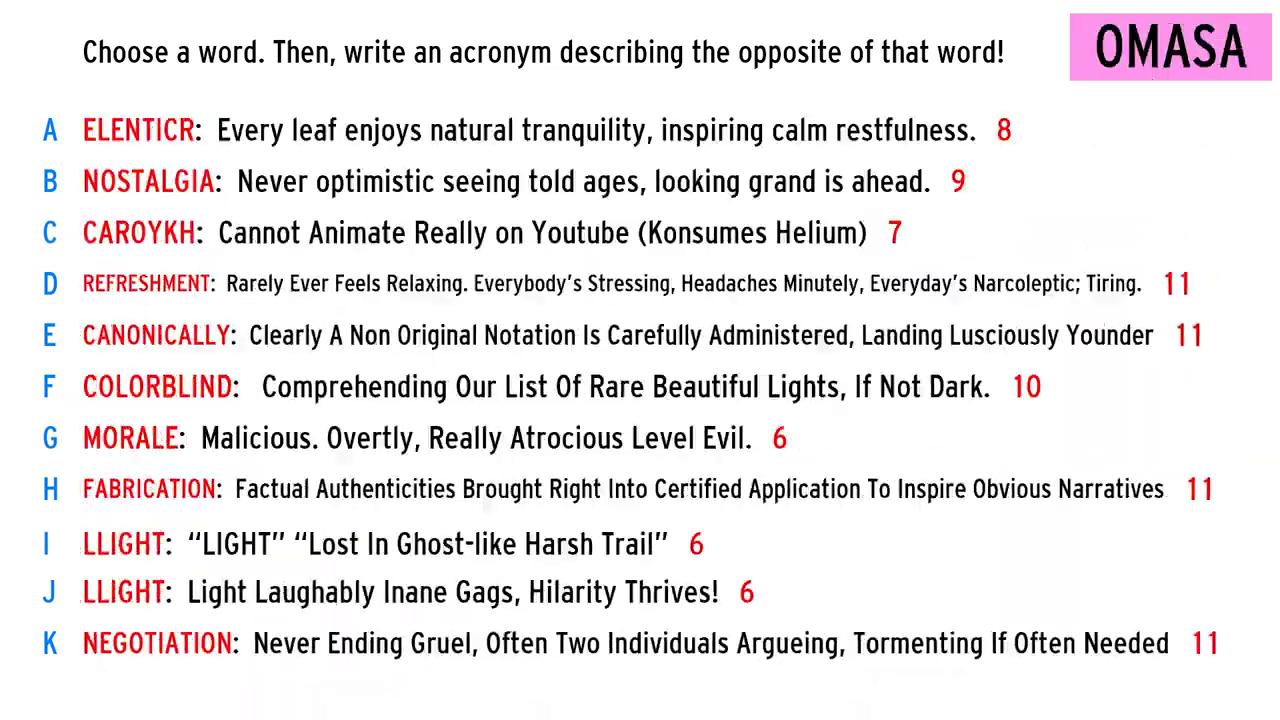 Choose a word. Then, write an acronym describing the opposite of that word!
OMASA
A ELENTICR: Every leaf enjoys natural tranquility, inspiring calm restfulness. 8
B NOSTALGIA: Never optimistic seeing told ages, looking grand is ahead. 9
C CAROYKH: Cannot Animate Really on Youtube (Konsumes Helium) 7
D REFRESHMENT: Rarely Ever Feels Relaxing. Everybody's Stressing, Headaches Minutely, Everyday's Narcoleptic; Tiring. 11
E CANONICALLY: Clearly A Non Original Notation Is Carefully Administered, Landing Lusciously Younder 11
F COLORBLIND: Comprehending Our List Of Rare Beautiful Lights, If Not Dark. 10
G MORALE: Malicious. Overtly, Really Atrocious Level Evil. 6
H FABRICATION: Factual Authenticities Brought Right Into Certified Application To Inspire Obvious Narratives 11
I LLIGHT: “LIGHT” “Lost In Ghost-like Harsh Trail” 6
J LLIGHT: Light Laughably Inane Gags, Hilarity Thrives! 6
K NEGOTIATION: Never Ending Gruel, Often Two Individuals Argueing, Tormenting If Often Needed 11